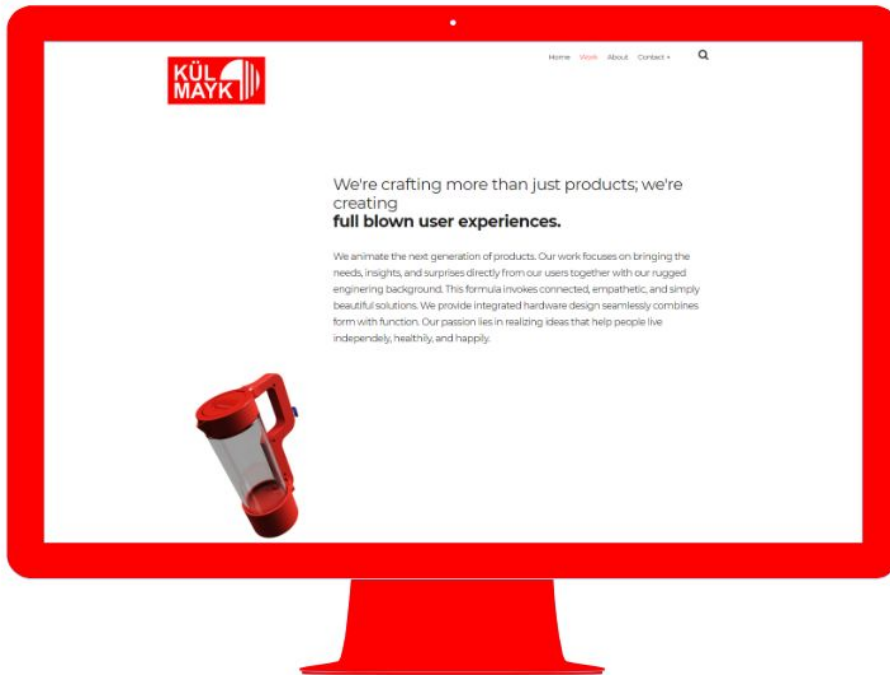 KÜL
MAYK
Home Work About Contact +
We're crafting more than just products; we're
creating
full blown user experiences.
We animate the next generation of products. Our work focuses on bringing the
needs, insights, and surprises directly from our users together with our rugged
enginering background. This formula invokes connected, empathetic, and simply
beautiful solutions. We provide integrated hardware design seamlessly combines
form with function. Our passion lies in realizing ideas that help people live
independely, healthily, and happily.